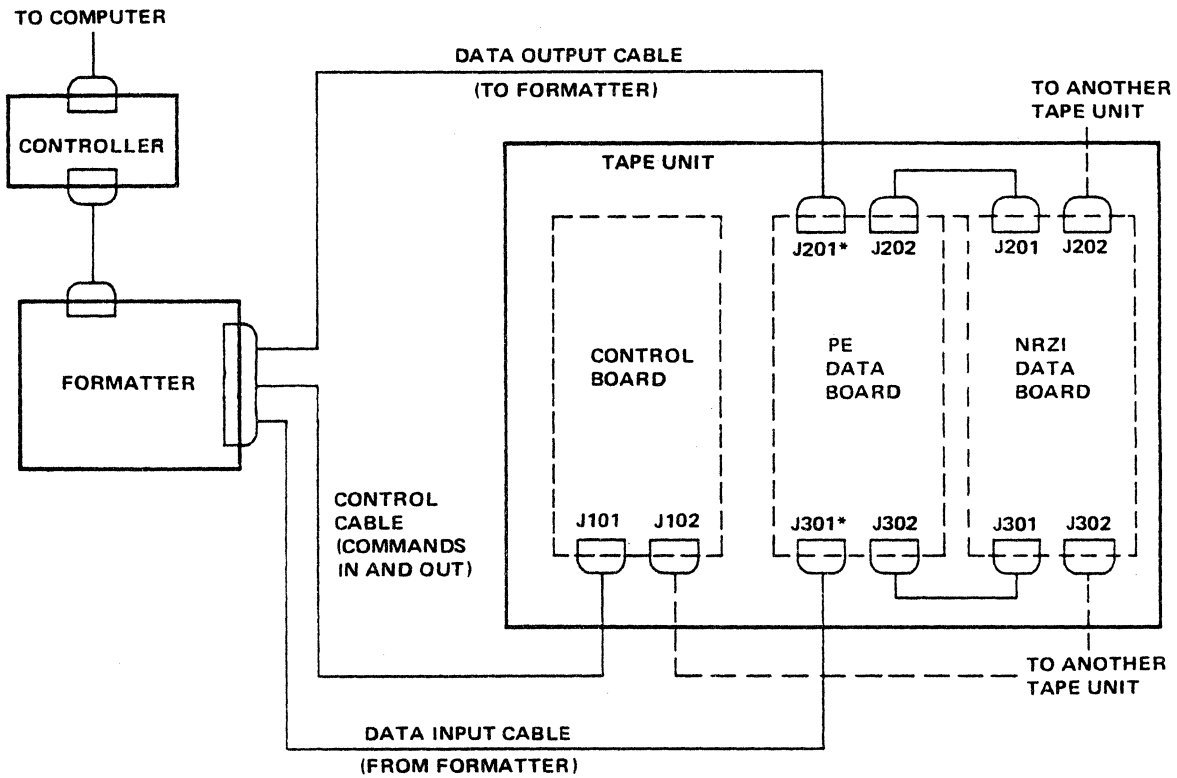 TO COMPUTER
CONTROLLER
FORMATTER
DATA OUTPUT CABLE
(TO FORMATTER)
TO ANOTHER
TAPE UNIT
TAPE UNIT
J201* J202 J201 J202
CONTROL
BOARD
PE
DATA
BOARD
NRZI
DATA
BOARD
CONTROL
CABLE
(COMMANDS
IN AND OUT)
J101 J102 J301* J302 J301 J302
TO ANOTHER
TAPE UNIT
DATA INPUT CABLE
(FROM FORMATTER)